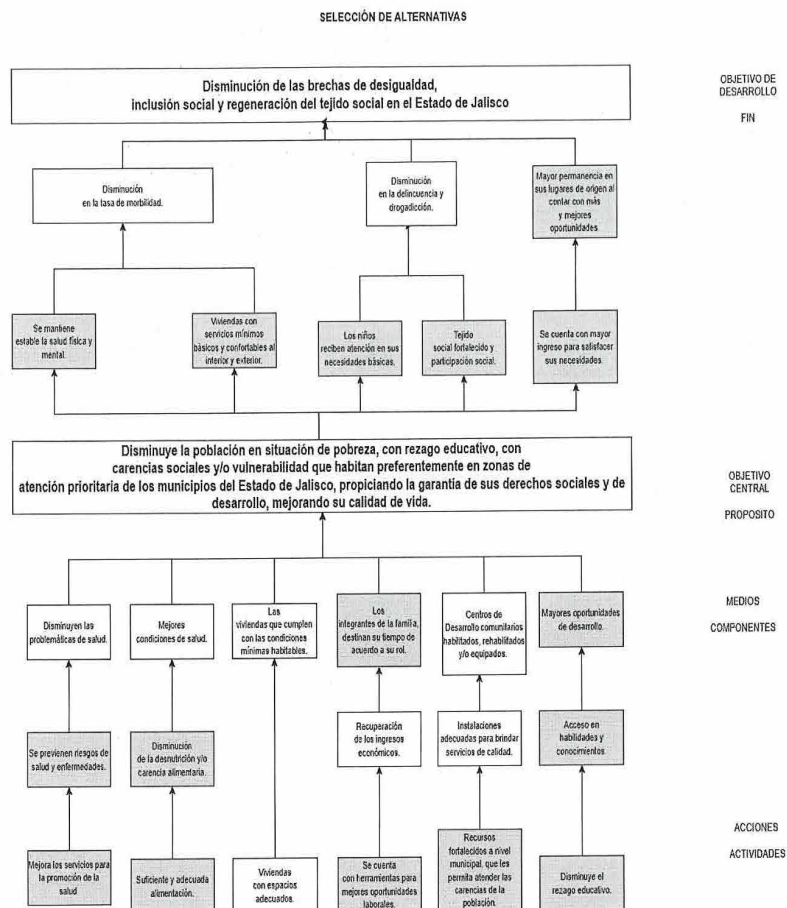 SELECCIÓN DE ALTERNATIVAS
Disminución de las brechas de desigualdad,
inclusión social y regeneración del tejido social en el Estado de Jalisco
OBJETIVO DE
DESARROLLO
FIN
Disminución
en la tasa de morbilidad.
Disminución
en la delincuencia y
drogadicción.
Mayor permanencia en
sus lugares de origen al
contar con más
y mejores
oportunidades.
Se mantiene
estable la salud física y
mental.
Viviendas con
servicios mínimos
básicos y confortables al
interior y exterior.
Los niños
reciben atención en sus
necesidades básicas.
Tejido
social fortalecido y
participación social.
Se cuenta con mayor
ingreso para satisfacer
sus necesidades.
Disminuye la población en situación de pobreza, con rezago educativo, con
carencias sociales y/o vulnerabilidad que habitan preferentemente en zonas de
atención prioritaria de los municipios del Estado de Jalisco, propiciando la garantía de sus derechos sociales y de
desarrollo, mejorando su calidad de vida.
OBJETIVO
CENTRAL
PROPOSITO
Disminuyen las
problemáticas de salud.
Mejores
condiciones de salud.
Las
viviendas que cumplen
con las condiciones
mínimas habitables.
Los
integrantes de la familia,
destinan su tiempo de
acuerdo a su rol.
Centros de
Desarrollo comunitarios
habilitados, rehabilitados
y/o equipados.
Mayores oportunidades
de desarrollo.
MEDIOS
COMPONENTES
Se previenen riesgos de
salud y enfermedades.
Disminución
de la desnutrición y/o
carencia alimentaria.
Recuperación
de los ingresos
económicos.
Instalaciones
adecuadas para brindar
servicios de calidad.
Acceso en
habilidades y
conocimientos.
Mejora los servicios para
la promoción de la
salud
Suficiente y adecuada
alimentación.
Viviendas
con espacios
adecuados.
Se cuenta
con herramientas para
mejores oportunidades
laborales.
Recursos
fortalecidos a nivel
municipal, que les
permita atender las
carencias de la
población.
Disminuye el
rezago educativo.
ACCIONES
ACTIVIDADES